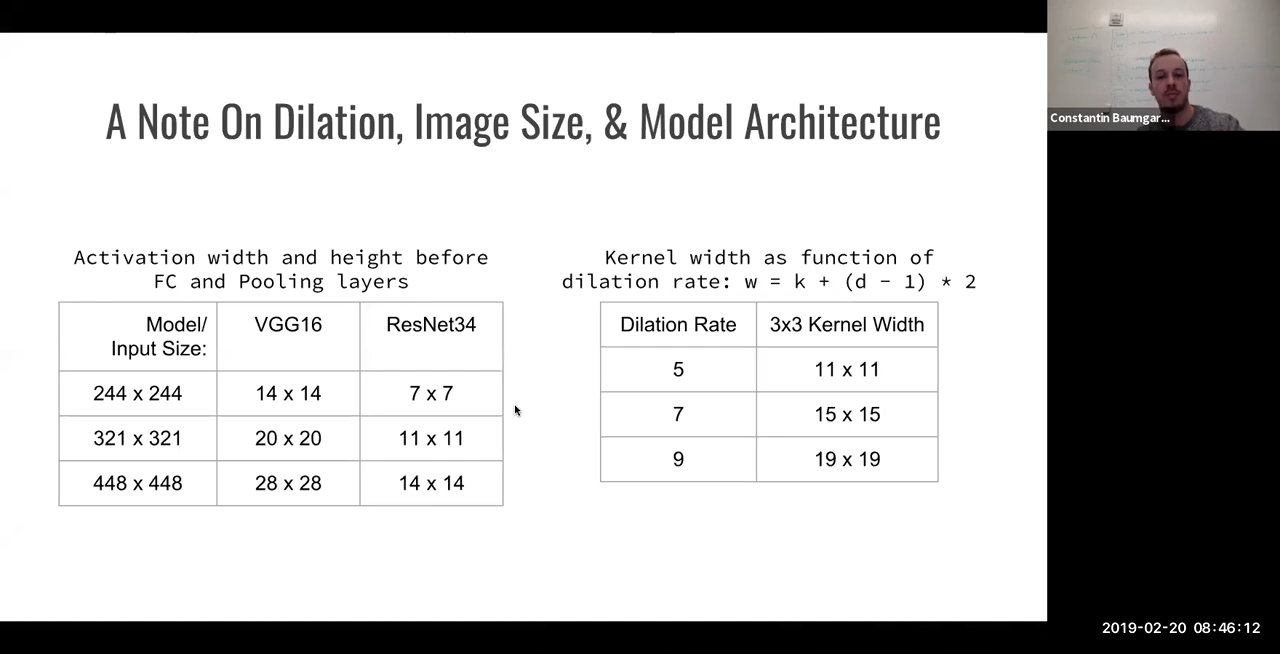 A Note On Dilation, Image Size, & Model Architecture
Activation width and height before
FC and Pooling layers
Model/
Input Size:
VGG16
ResNet34
244 x 244
14 x 14
7 x 7
321 x 321
20 x 20
11 x 11
448 x 448
28 x 28
14 x 14
Kernel width as function of
dilation rate: w = k + (d - 1) * 2
Dilation Rate
3x3 Kernel Width
5
11 x 11
7
15 x 15
9
19 x 19
Constantin Baumgar...
2019-02-20 08:46:12